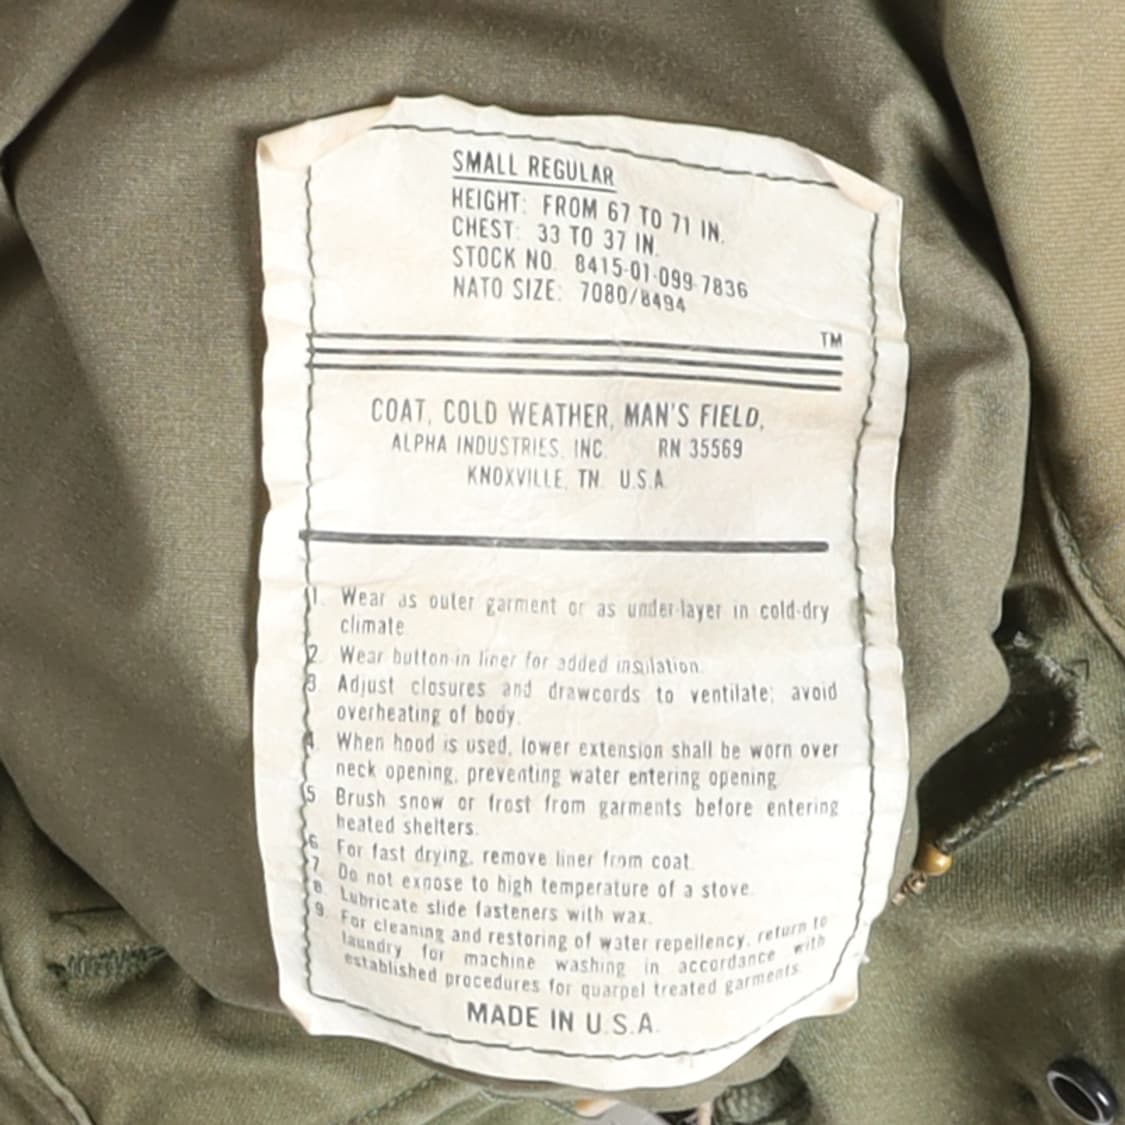 SMALL REGULAR
HEIGHT: FROM 67 TO 71 IN.
CHEST: 33 TO 37 IN.
STOCK NO. 8415-01-099-7836
NATO SIZE: 7080/8494
TM
COAT, COLD WEATHER, MAN'S FIELD,
ALPHA INDUSTRIES, INC. RN 35569
KNOXVILLE, TN. U.S.A.
1. Wear as outer garment or as under-layer in cold-dry
climate.
2. Wear button-in liner for added insulation.
3. Adjust closures and drawcords to ventilate; avoid
overheating of body.
4. When hood is used, lower extension shall be worn over
neck opening, preventing water entering opening.
5. Brush snow or frost from garments before entering
heated shelters.
6. For fast drying, remove liner from coat.
7. Do not expose to high temperature of a stove.
8. Lubricate slide fasteners with wax.
9. For cleaning and restoring of water repellency, return to
laundry for machine washing in accordance with
established procedures for quarpel treated garments.
MADE IN U.S.A.